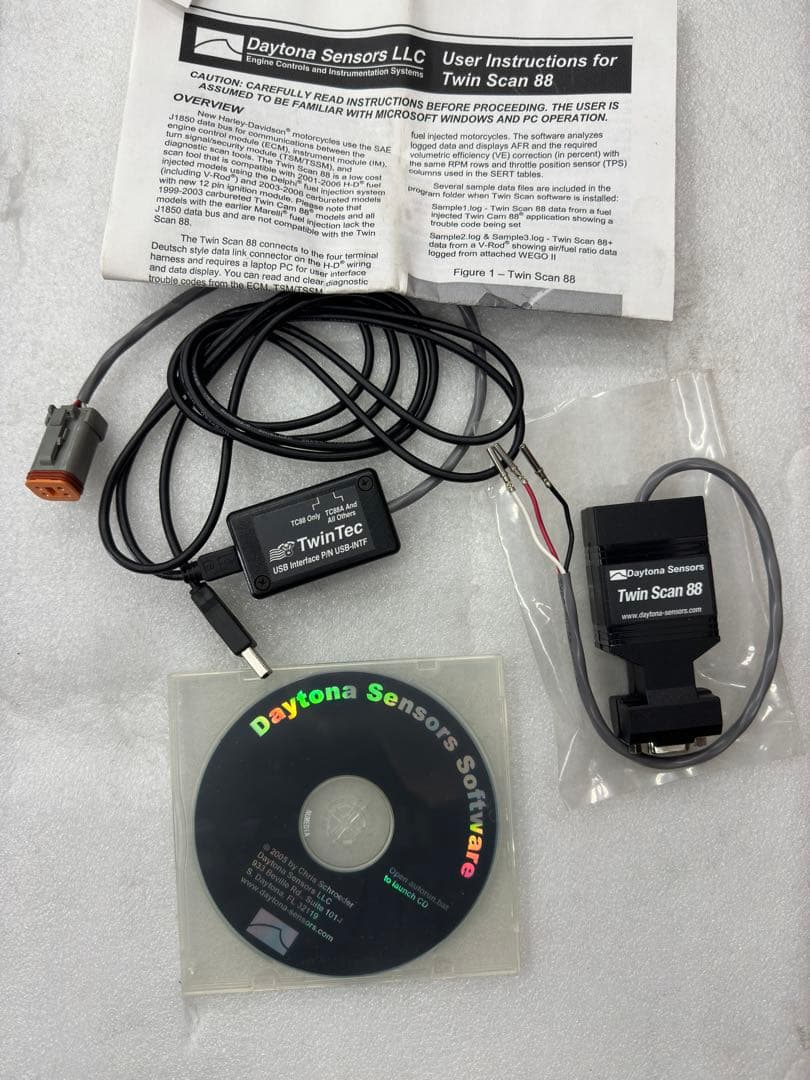 Daytona Sensors LLC
Engine Controls and Instrumentation Systems
User Instructions for
Twin Scan 88
CAUTION: CAREFULLY READ INSTRUCTIONS BEFORE PROCEEDING. THE USER IS
ASSUMED TO BE FAMILIAR WITH MICROSOFT WINDOWS AND PC OPERATION.
OVERVIEW
New Harley-Davidson® motorcycles use the SAE
J1850 data bus for communications between the
engine control module (ECM), instrument module (IM),
turn signal/security module (TSM/TSSM), and
diagnostic scan tools. The Twin Scan 88 is a low cost
scan tool that is compatible with 2001-2006 H-D® fuel
injected models using the Delphi® fuel injection system
(including V-Rod) and 2003-2006 carbureted models
with new 12 pin ignition module. Please note that
1999-2003 carbureted Twin Cam 88® models and all
models with the earlier Marelli® fuel injection lack the
J1850 data bus and are not compatible with the Twin
Scan 88.
The Twin Scan 88 connects to the four terminal
Deutsch style data link connector on the H-D® wiring
harness and requires a laptop PC for user interface
and data display. You can read and clear diagnostic
trouble codes from the ECM, TSM/TSSM
fuel injected motorcycles. The software analyzes
logged data and displays AFR and the required
volumetric efficiency (VE) correction (in percent) with
the same RPM rows and throttle position sensor (TPS)
columns used in the SERT tables.
Several sample data files are included in the
program folder when Twin Scan software is installed:
Sample1.log - Twin Scan 88 data from a fuel
injected Twin Cam 88® application showing a
trouble code being set
Sample2.log & Sample3.log - Twin Scan 88+
data from a V-Rod® showing air/fuel ratio data
logged from attached WEGO II
Figure 1 – Twin Scan 88
TC88 Only
TC88A And
All Others
TwinTec
USB Interface P/N USB-INTF
Daytona Sensors
Twin Scan 88
www.daytona-sensors.com
Daytona Sensors Software
Open autorun.bat
to launch CD
© 2005 by Chris Schroeder
Daytona Sensors LLC
933 Beville Rd, Suite 101-I
S. Daytona, FL 32119
www.daytona-sensors.com